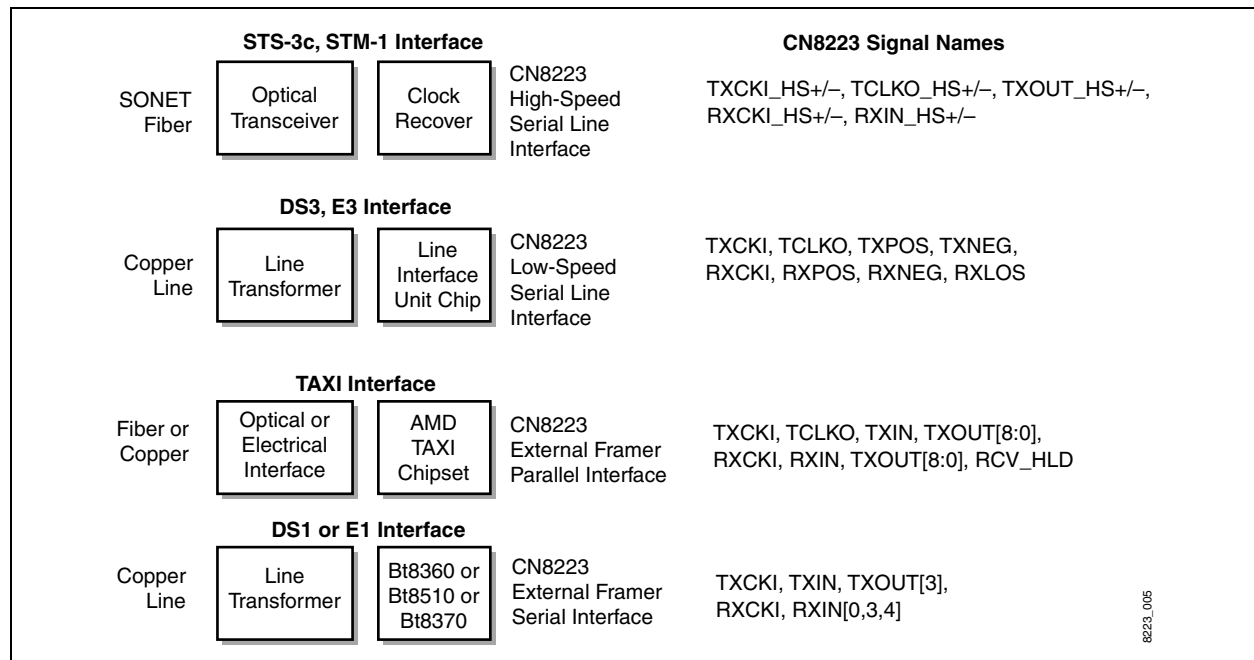 STS-3c, STM-1 Interface
CN8223 Signal Names
SONET
Fiber
Optical
Transceiver
Clock
Recover
CN8223
High-Speed
Serial Line
Interface
TXCKI_HS+/–, TCLKO_HS+/–, TXOUT_HS+/–,
RXCKI_HS+/–, RXIN_HS+/–
DS3, E3 Interface
Copper
Line
Line
Transformer
Line
Interface
Unit Chip
CN8223
Low-Speed
Serial Line
Interface
TXCKI, TCLKO, TXPOS, TXNEG,
RXCKI, RXPOS, RXNEG, RXLOS
TAXI Interface
Fiber or
Copper
Optical or
Electrical
Interface
AMD
TAXI
Chipset
CN8223
External Framer
Parallel Interface
TXCKI, TCLKO, TXIN, TXOUT[8:0],
RXCKI, RXIN, TXOUT[8:0], RCV_HLD
DS1 or E1 Interface
Copper
Line
Line
Transformer
Bt8360 or
Bt8510 or
Bt8370
CN8223
External Framer
Serial Interface
TXCKI, TXIN, TXOUT[3],
RXCKI, RXIN[0,3,4]
8223_005